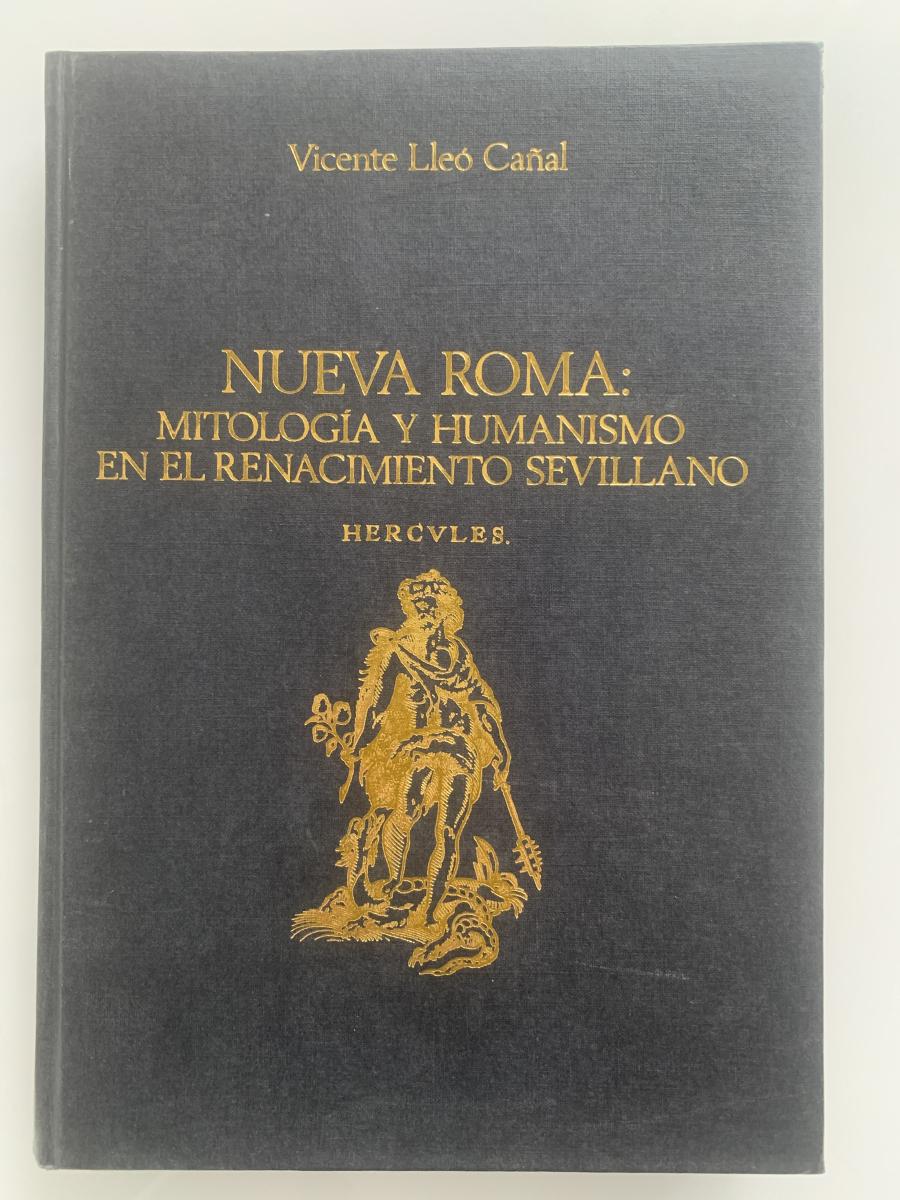 Vicente Lleó Cañal
NUEVA ROMA:
MITOLOGÍA Y HUMANISMO
EN EL RENACIMIENTO SEVILLANO
HERCVLES.